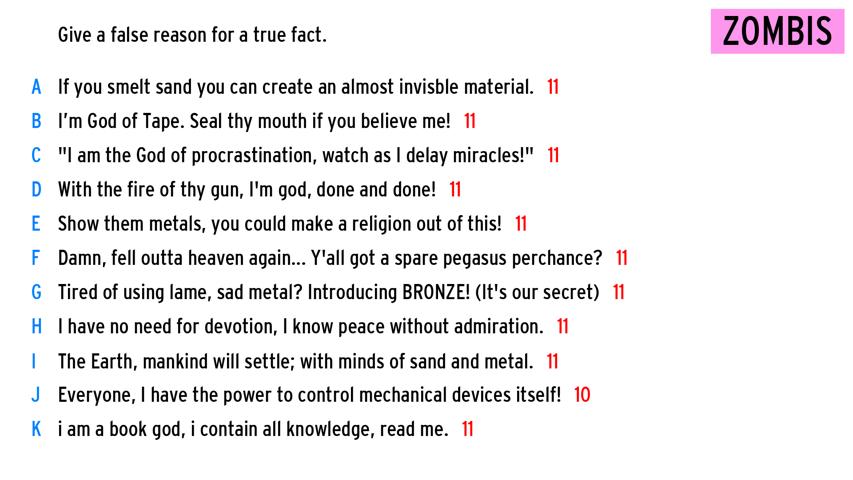 ZOMBIS
Give a false reason for a true fact.
A If you smelt sand you can create an almost invisble material. 11
B I'm God of Tape. Seal thy mouth if you believe me! 11
C "I am the God of procrastination, watch as I delay miracles!" 11
D With the fire of thy gun, I'm god, done and done! 11
E Show them metals, you could make a religion out of this! 11
F Damn, fell outta heaven again... Y'all got a spare pegasus perchance? 11
G Tired of using lame, sad metal? Introducing BRONZE! (It's our secret) 11
H I have no need for devotion, I know peace without admiration. 11
I The Earth, mankind will settle; with minds of sand and metal. 11
J Everyone, I have the power to control mechanical devices itself! 10
K i am a book god, i contain all knowledge, read me. 11